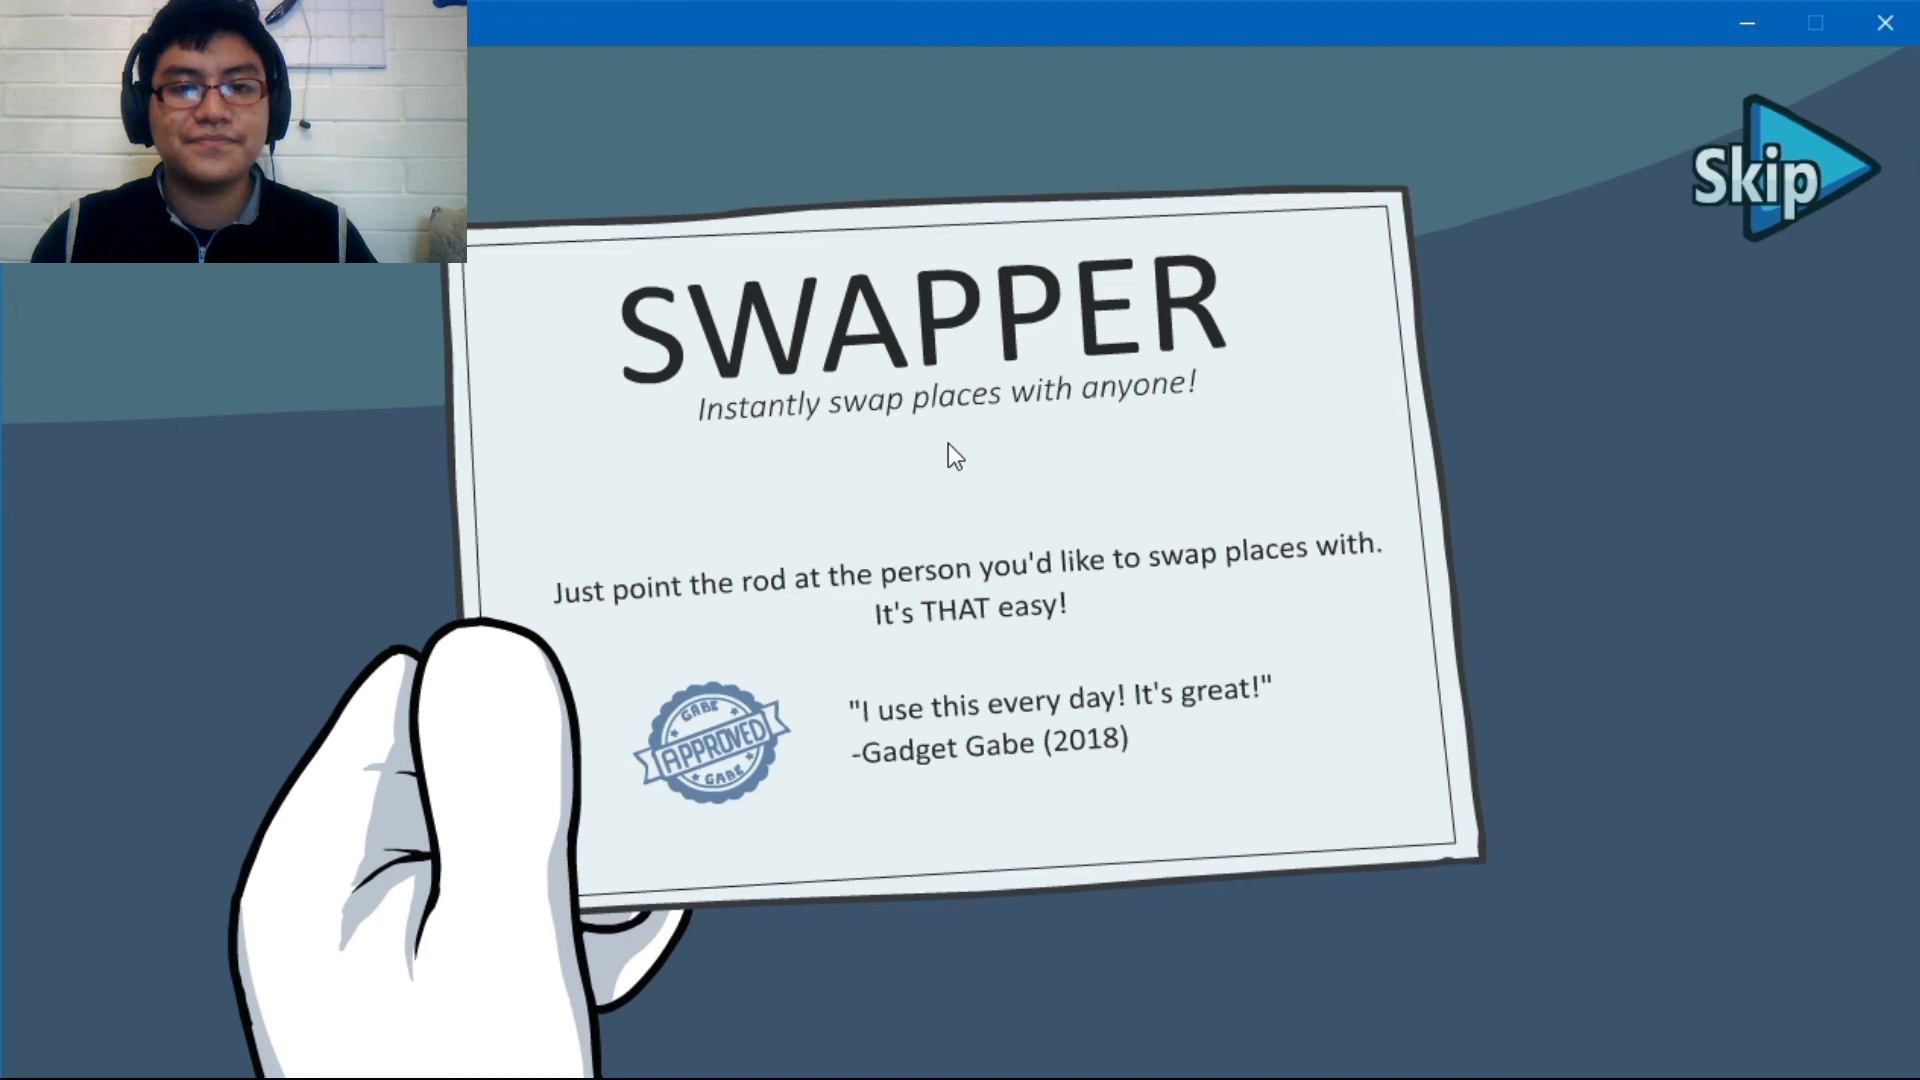 Skip
SWAPPER
Instantly swap places with anyone!
Just point the rod at the person you'd like to swap places with.
It's THAT easy!
GABE
APPROVED
GABE
"I use this every day! It's great!"
-Gadget Gabe (2018)